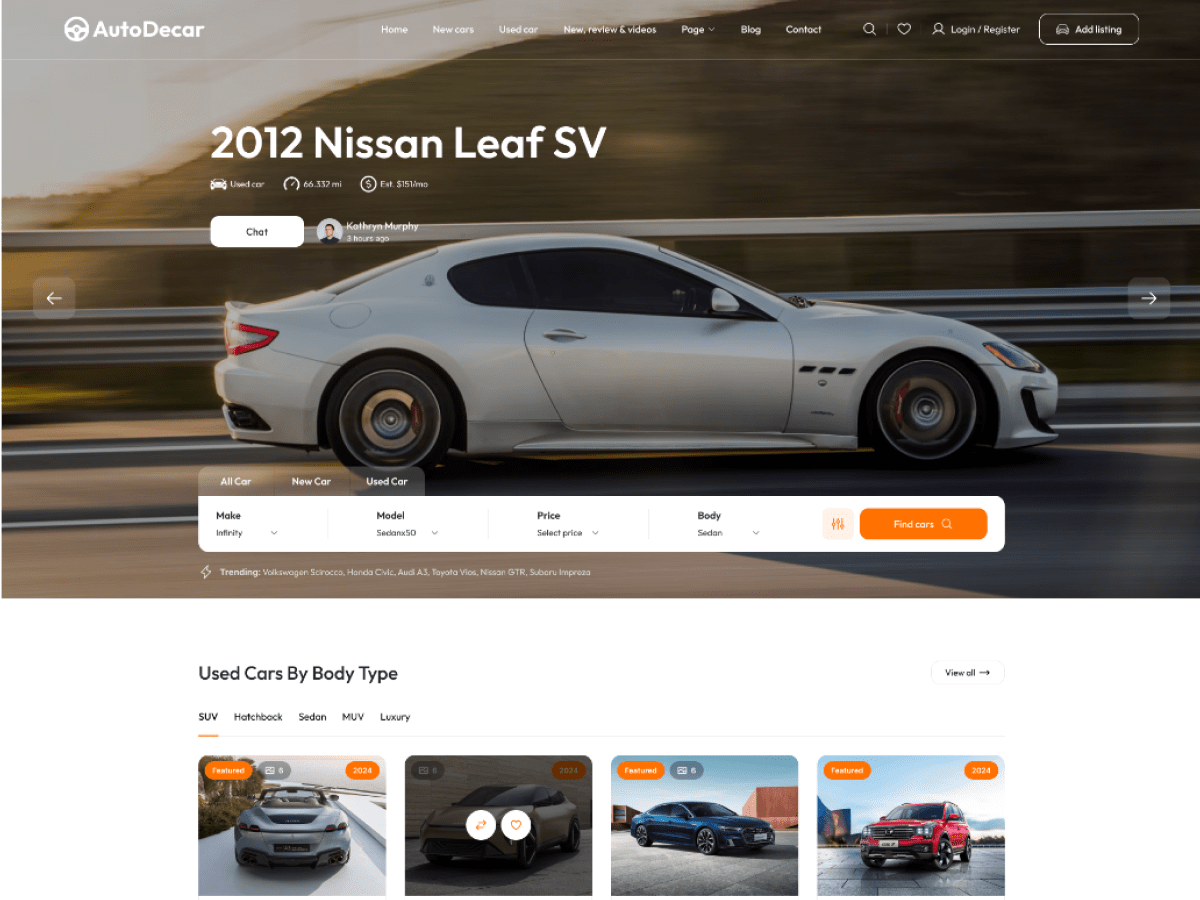 AutoDecar
Home New cars Used car New, review & videos Page Blog Contact Login / Register Add listing
2012 Nissan Leaf SV
Used car 66.332 mi Est. $151/mo
Chat
Kathryn Murphy
3 hours ago
All Car New Car Used Car
Make Model Price Body
Infinity Sedanx50 Select price Sedan
Find cars
Trending: Volkswagen Scirocco, Honda Civic, Audi A3, Toyota Vios, Nissan GTR, Subaru Impreza
Used Cars By Body Type
View all
SUV Hatchback Sedan MUV Luxury
Featured 6 2024
6 2024
Featured 6
Featured 2024